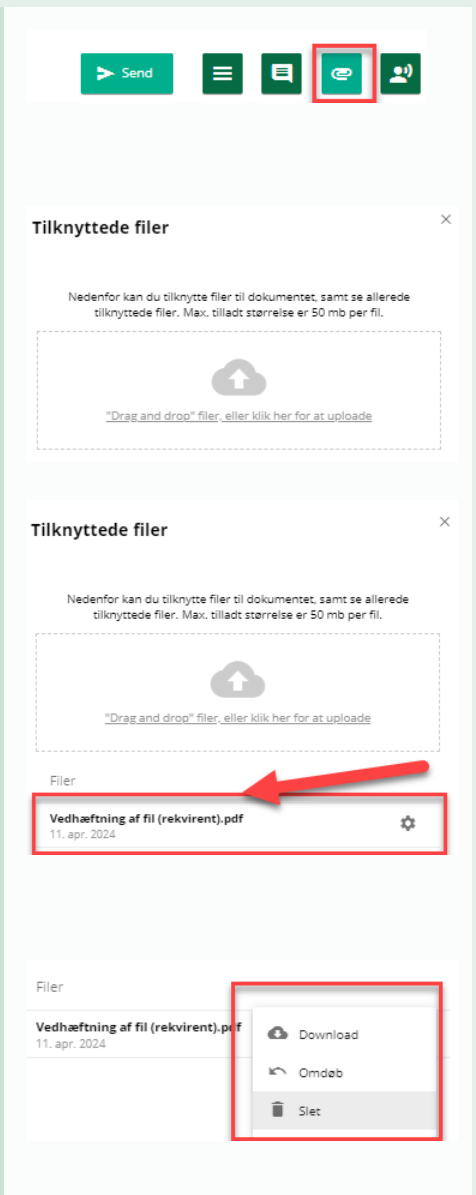 Send
Tilknyttede filer
Nedenfor kan du tilknytte filer til dokumentet, samt se allerede
tilknyttede filer. Max. tilladt størrelse er 50 mb per fil.
"Drag and drop" filer, eller klik her for at uploade
Tilknyttede filer
Nedenfor kan du tilknytte filer til dokumentet, samt se allerede
tilknyttede filer. Max. tilladt størrelse er 50 mb per fil.
"Drag and drop" filer, eller klik her for at uploade
Filer
Vedhæftning af fil (rekvirent).pdf
11. apr. 2024
Filer
Vedhæftning af fil (rekvirent).pdf
11. apr. 2024
Download
Omdøb
Slet